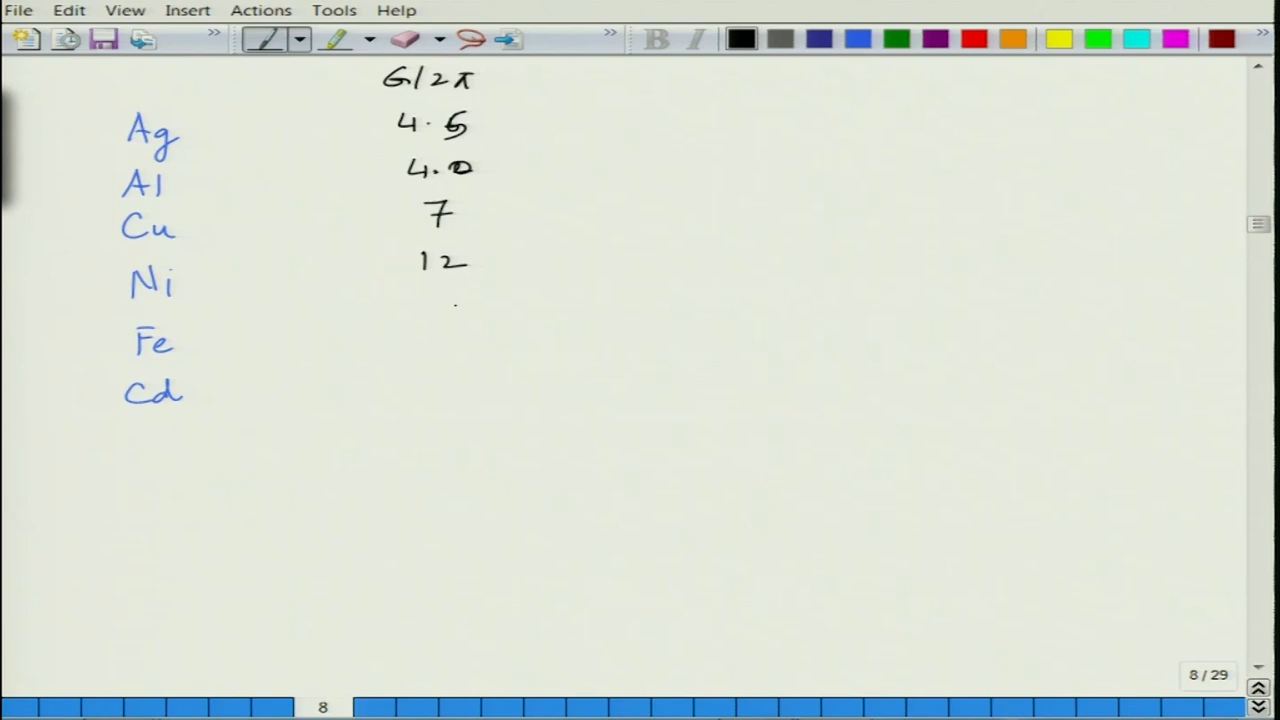 File Edit View Insert Actions Tools Help
B I
G/2π
Ag 4.5
Al 4.0
Cu 7
Ni 12
Fe
Cd
8 / 29
8